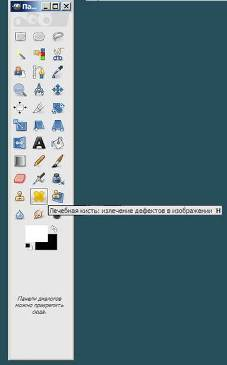 Па...
Лечебная кисть: излечение дефектов в изображении H
Панели диалогов
можно прикрепить
сюда.